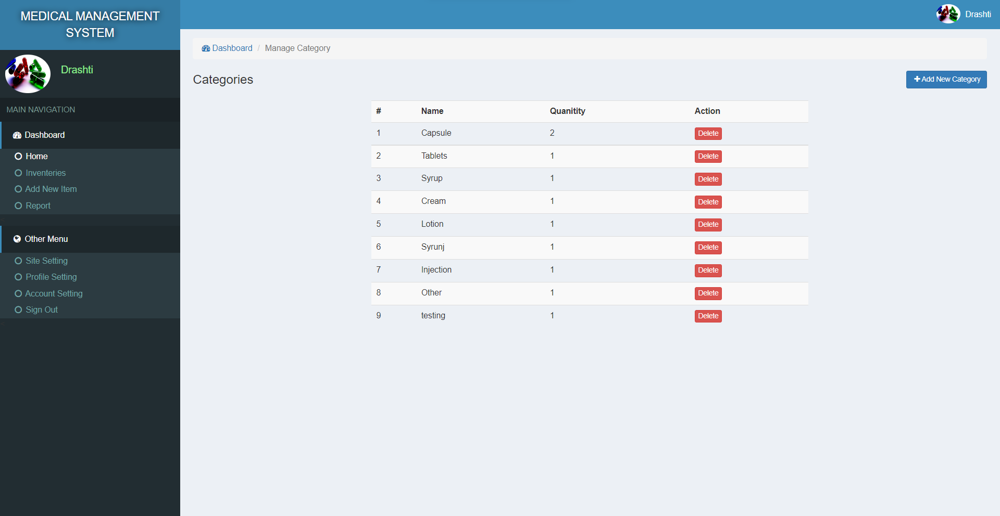 MEDICAL MANAGEMENT
SYSTEM
Drashti
Drashti
MAIN NAVIGATION
Dashboard
Home
Inventeries
Add New Item
Report
<
Other Menu
Site Setting
Profile Setting
Account Setting
Sign Out
<
Dashboard / Manage Category
Categories
Add New Category
# Name Quanitity Action
1 Capsule 2 Delete
2 Tablets 1 Delete
3 Syrup 1 Delete
4 Cream 1 Delete
5 Lotion 1 Delete
6 Syrunj 1 Delete
7 Injection 1 Delete
8 Other 1 Delete
9 testing 1 Delete